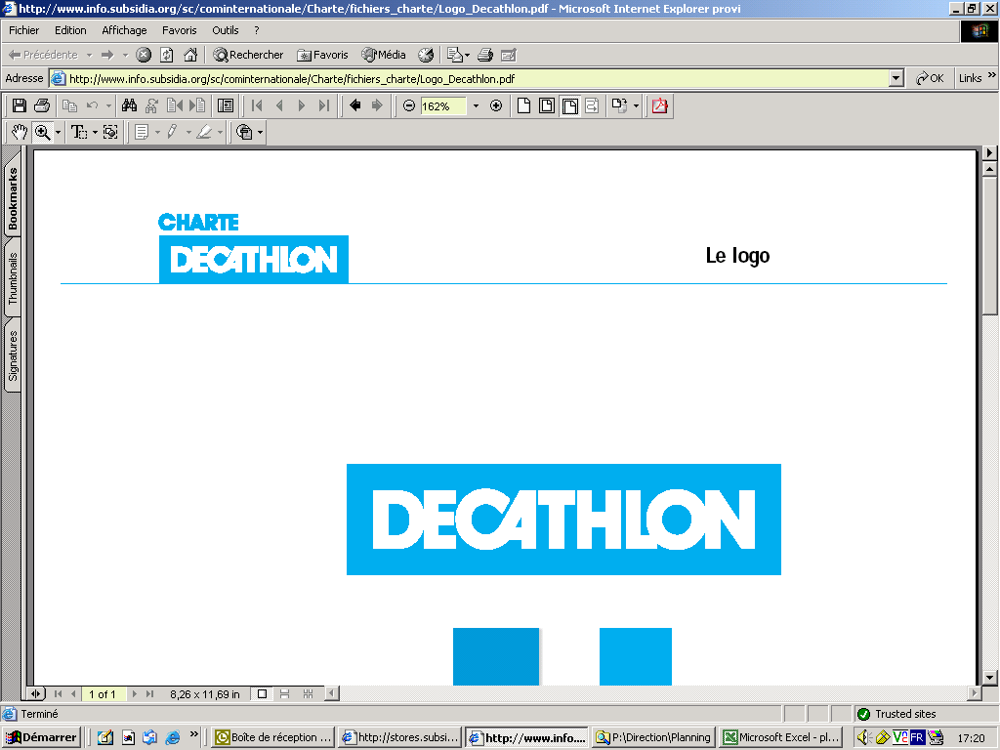 http://www.info.subsidia.org/sc/cominternationale/Charte/fichiers_charte/Logo_Decathlon.pdf - Microsoft Internet Explorer provi
Fichier Edition Affichage Favoris Outils ?
Précédente Rechercher Favoris Média
Adresse http://www.info.subsidia.org/sc/cominternationale/Charte/fichiers_charte/Logo_Decathlon.pdf OK Links »
162%
Bookmarks
Thumbnails
Signatures
CHARTE
DECATHLON
Le logo
DECATHLON
1 of 1 8,26 x 11,69 in
Terminé Trusted sites
Démarrer » Boîte de réception ... http://stores.subsi... http://www.info.... P:\Direction\Planning Microsoft Excel - pl... FR 17:20